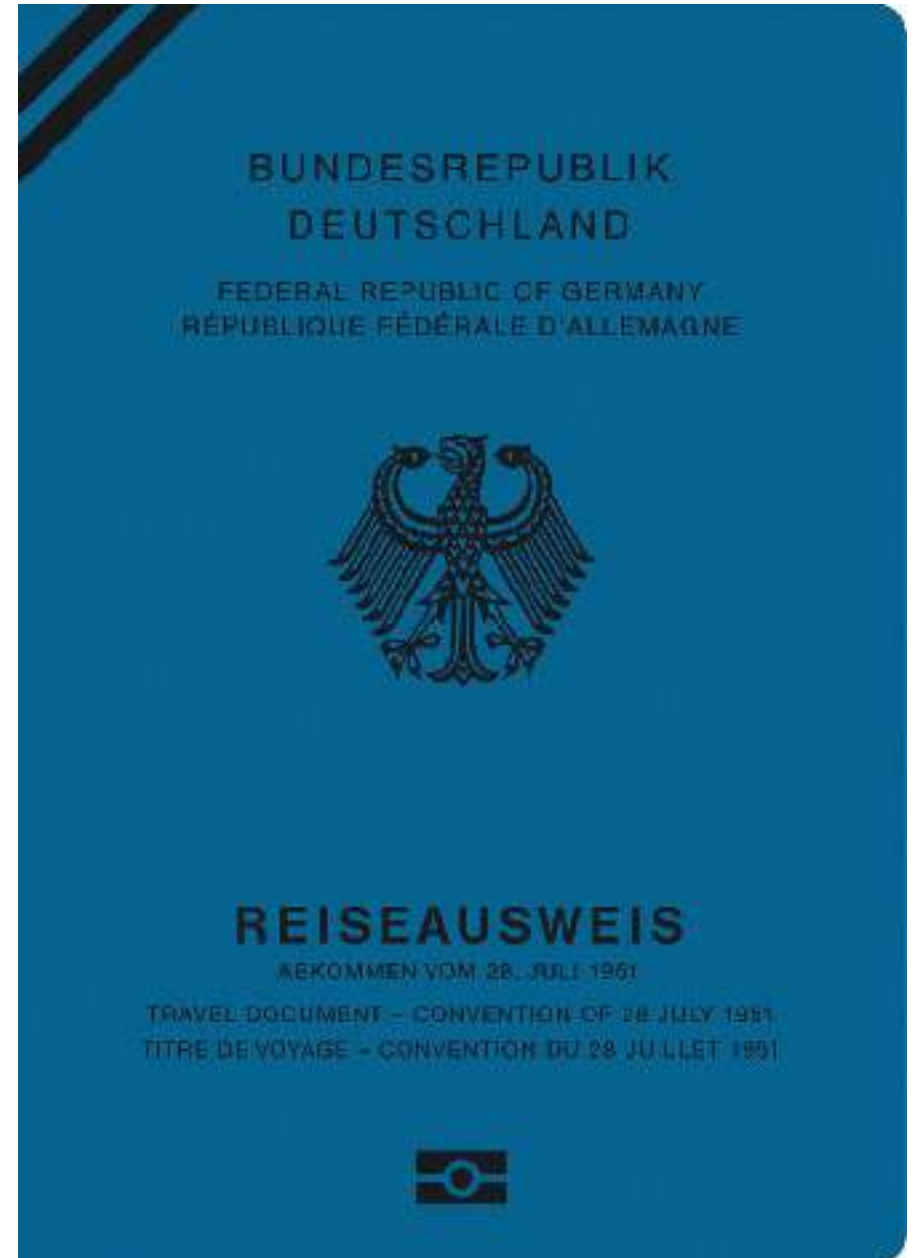 BUNDESREPUBLIK
DEUTSCHLAND
FEDERAL REPUBLIC OF GERMANY
RÉPUBLIQUE FÉDÉRALE D'ALLEMAGNE
REISEAUSWEIS
ABKOMMEN VOM 28. JULI 1951
TRAVEL DOCUMENT – CONVENTION OF 28 JULY 1951
TITRE DE VOYAGE – CONVENTION DU 28 JUILLET 1951